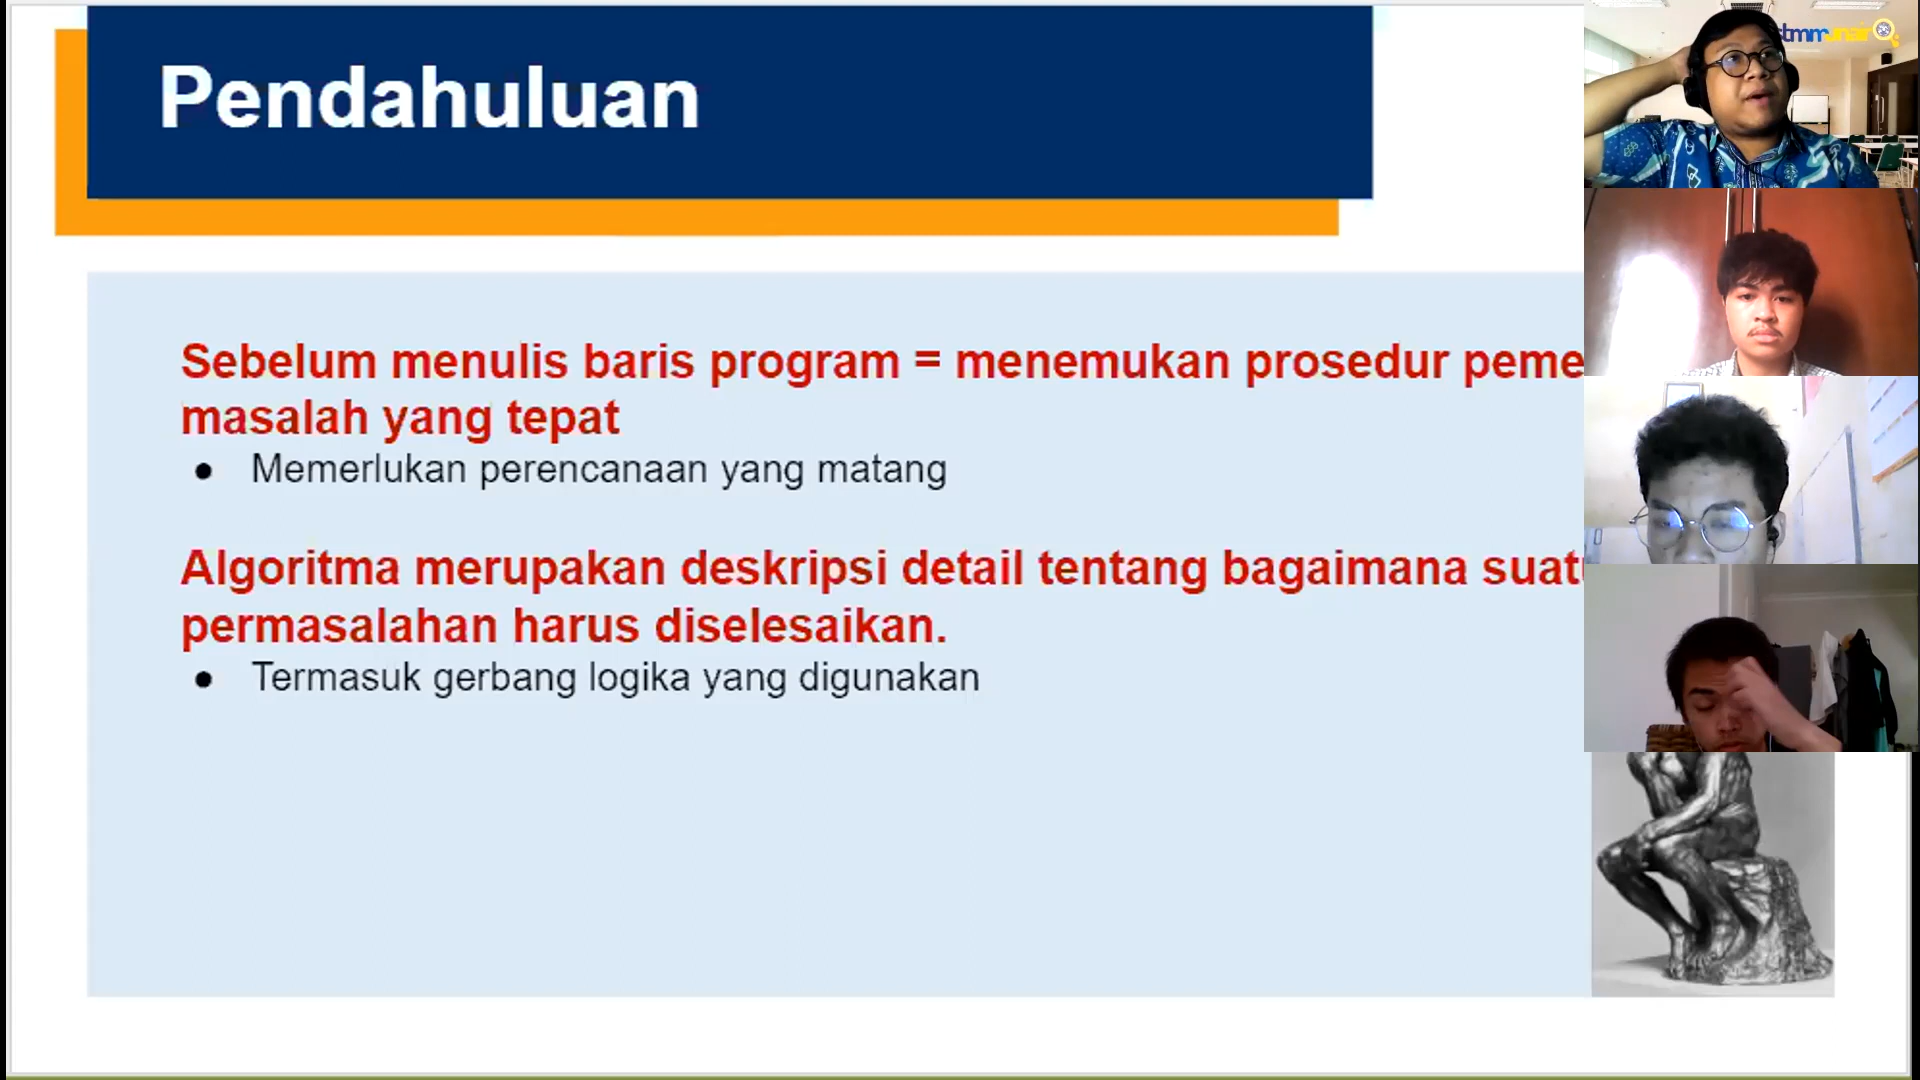 Pendahuluan
Sebelum menulis baris program = menemukan prosedur peme
masalah yang tepat
● Memerlukan perencanaan yang matang
Algoritma merupakan deskripsi detail tentang bagaimana
permasalahan harus diselesaikan.
● Termasuk gerbang logika yang digunakan